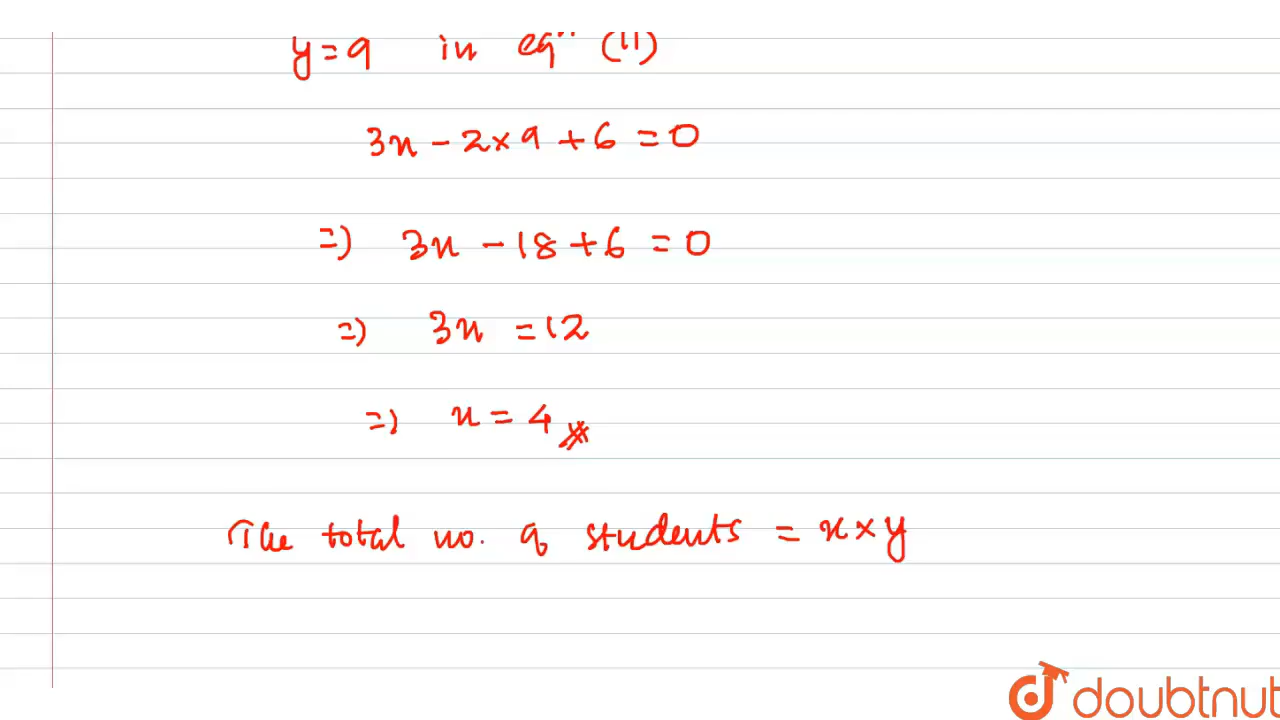 y = 9 in eqⁿ (11)
3x - 2 × 9 + 6 = 0
=) 3x - 18 + 6 = 0
=) 3x = 12
=) x = 4
The total no. of students = x × y
doubtnut